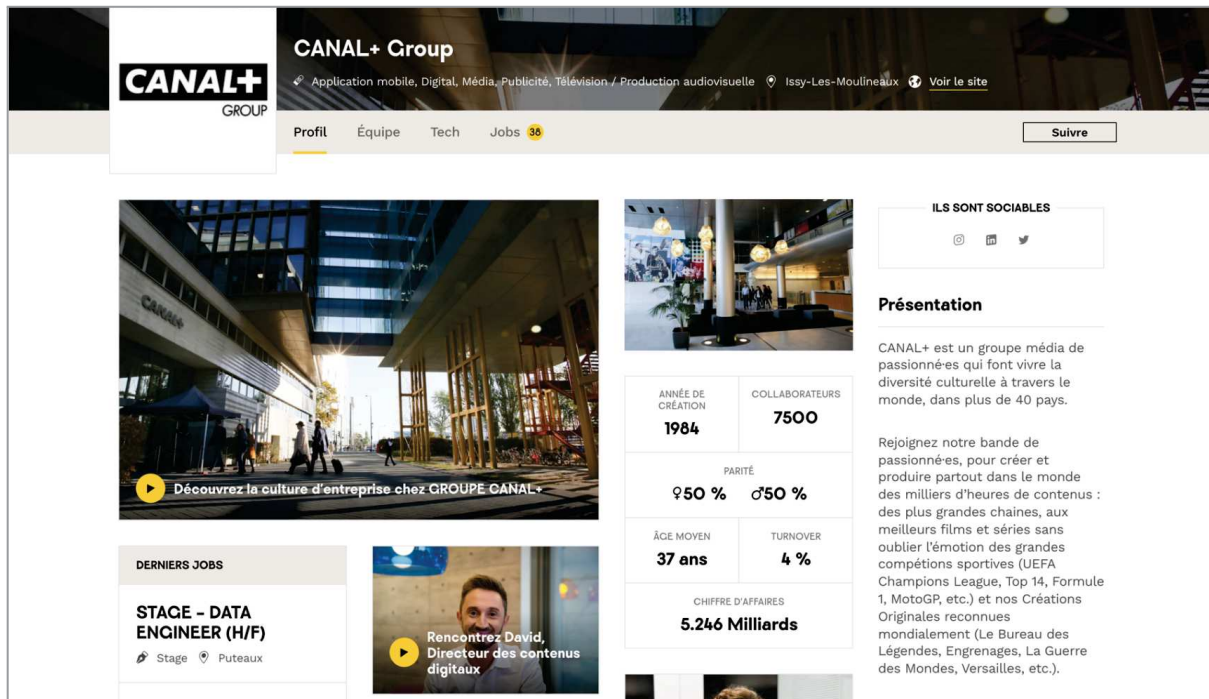 CANAL+
GROUP
CANAL+ Group
Application mobile, Digital, Média, Publicité, Télévision / Production audiovisuelle Issy-Les-Moulineaux Voir le site
Profil Équipe Tech Jobs 38
Suivre
CANAL+
Découvrez la culture d'entreprise chez GROUPE CANAL+
DERNIERS JOBS
STAGE - DATA
ENGINEER (H/F)
Stage Puteaux
Rencontrez David,
Directeur des contenus
digitaux
ANNÉE DE
CRÉATION
1984
COLLABORATEURS
7500
PARITÉ
♀50 % ♂50 %
ÂGE MOYEN
37 ans
TURNOVER
4 %
CHIFFRE D'AFFAIRES
5.246 Milliards
ILS SONT SOCIABLES
Présentation
CANAL+ est un groupe média de
passionné·es qui font vivre la
diversité culturelle à travers le
monde, dans plus de 40 pays.
Rejoignez notre bande de
passionné·es, pour créer et
produire partout dans le monde
des milliers d'heures de contenus :
des plus grandes chaines, aux
meilleurs films et séries sans
oublier l'émotion des grandes
compétions sportives (UEFA
Champions League, Top 14, Formule
1, MotoGP, etc.) et nos Créations
Originales reconnues
mondialement (Le Bureau des
Légendes, Engrenages, La Guerre
des Mondes, Versailles, etc.).